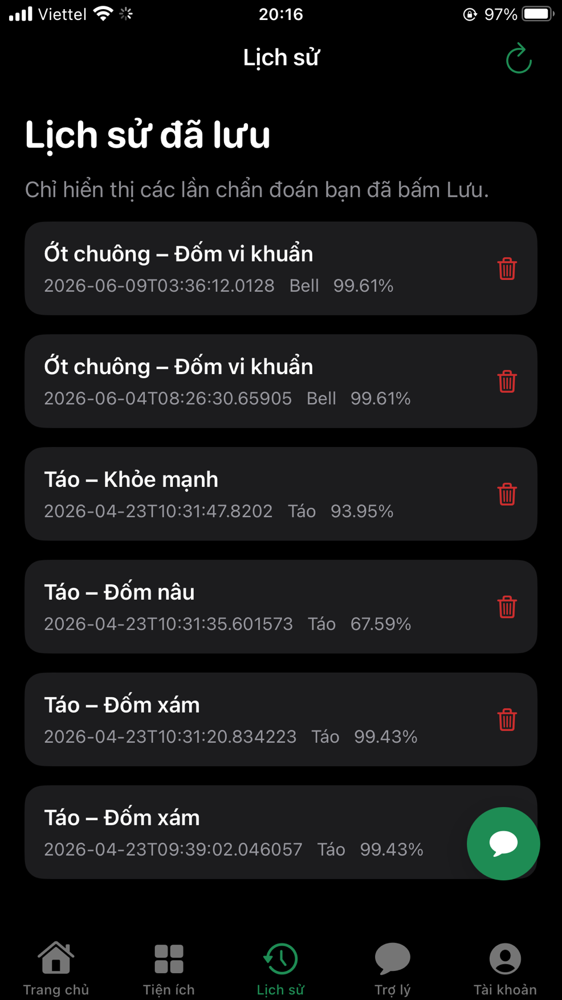 Viettel 20:16 97%
Lịch sử
Lịch sử đã lưu
Chỉ hiển thị các lần chẩn đoán bạn đã bấm Lưu.
Ớt chuông – Đốm vi khuẩn
2026-06-09T03:36:12.0128 Bell 99.61%
Ớt chuông – Đốm vi khuẩn
2026-06-04T08:26:30.65905 Bell 99.61%
Táo – Khỏe mạnh
2026-04-23T10:31:47.8202 Táo 93.95%
Táo – Đốm nâu
2026-04-23T10:31:35.601573 Táo 67.59%
Táo – Đốm xám
2026-04-23T10:31:20.834223 Táo 99.43%
Táo – Đốm xám
2026-04-23T09:39:02.046057 Táo 99.43%
Trang chủ Tiện ích Lịch sử Trợ lý Tài khoản